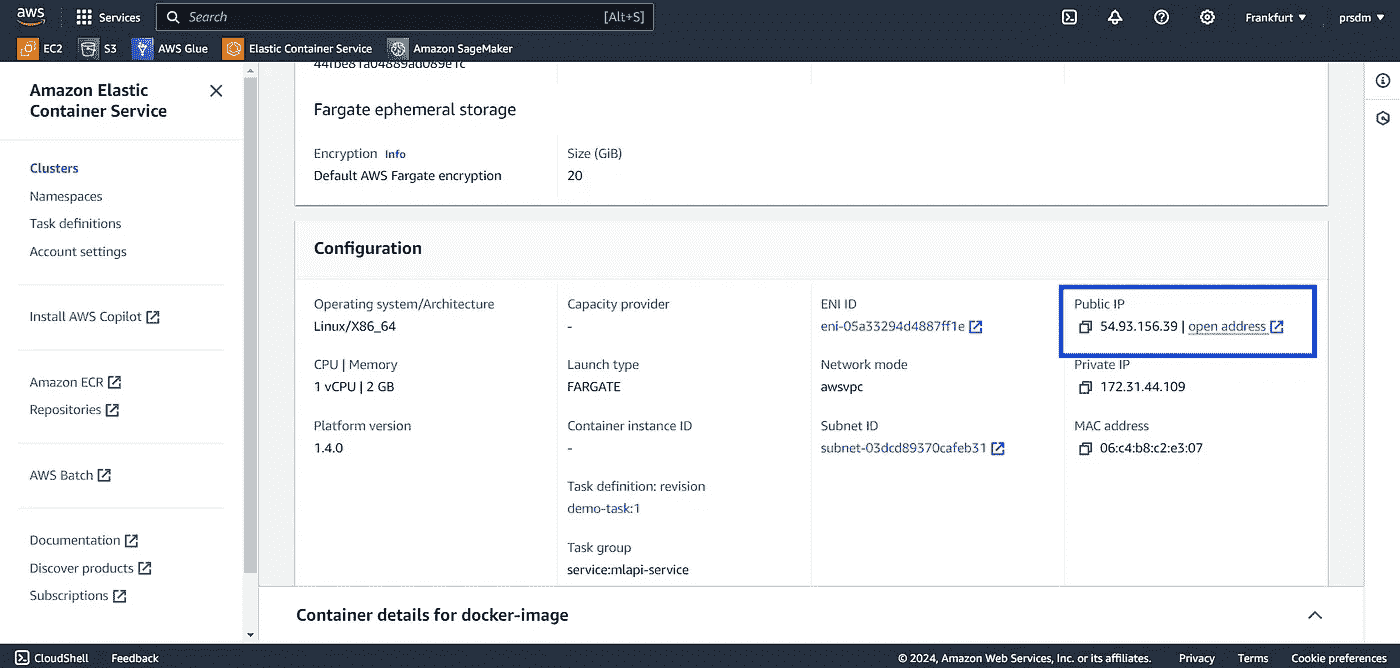 aws
Services
Search
[Alt+S]
Frankfurt
prsdm
EC2
S3
AWS Glue
Elastic Container Service
Amazon SageMaker
Amazon Elastic
Container Service
Clusters
Namespaces
Task definitions
Account settings
Install AWS Copilot
Amazon ECR
Repositories
AWS Batch
Documentation
Discover products
Subscriptions
Fargate ephemeral storage
Encryption Info
Default AWS Fargate encryption
Size (GiB)
20
Configuration
Operating system/Architecture
Linux/X86_64
CPU | Memory
1 vCPU | 2 GB
Platform version
1.4.0
Capacity provider
-
Launch type
FARGATE
Container instance ID
-
Task definition: revision
demo-task:1
Task group
service:mlapi-service
ENI ID
eni-05a33294d4887ff1e
Network mode
awsvpc
Subnet ID
subnet-03dcd89370cafeb31
Public IP
54.93.156.39 | open address
Private IP
172.31.44.109
MAC address
06:c4:b8:c2:e3:07
Container details for docker-image
CloudShell
Feedback
© 2024, Amazon Web Services, Inc. or its affiliates.
Privacy
Terms
Cookie preferences